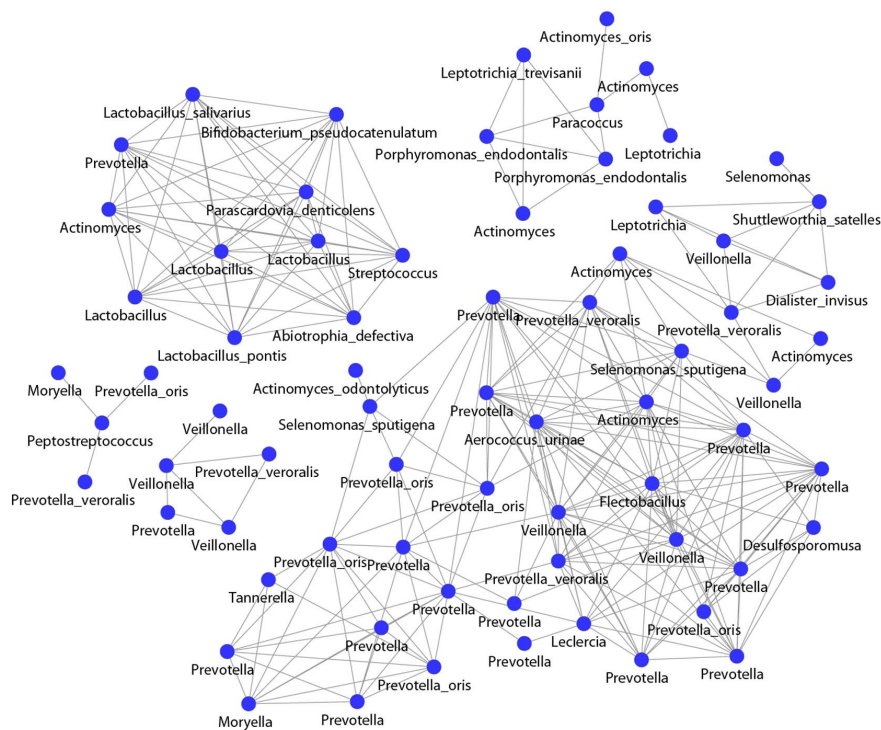 Actinomyces_oris
Leptotrichia_trevisanii
Actinomyces
Lactobacillus_salivarius
Bifidobacterium_pseudocatenulatum
Paracoccus
Prevotella
Porphyromonas_endodontalis
Leptotrichia
Porphyromonas_endodontalis
Selenomonas
Parascardovia_denticolens
Actinomyces
Actinomyces
Leptotrichia
Shuttleworthia_satelles
Lactobacillus
Lactobacillus
Streptococcus
Veillonella
Actinomyces
Dialister_invisus
Lactobacillus
Prevotella
Prevotella_veroralis
Prevotella_veroralis
Abiotrophia_defectiva
Lactobacillus_pontis
Actinomyces
Selenomonas_sputigena
Moryella
Prevotella_oris
Actinomyces_odontolyticus
Veillonella
Prevotella
Actinomyces
Selenomonas_sputigena
Veillonella
Aerococcus_urinae
Prevotella
Peptostreptococcus
Prevotella_veroralis
Prevotella_oris
Prevotella
Veillonella
Prevotella_veroralis
Prevotella_oris
Flectobacillus
Prevotella
Veillonella
Veillonella
Desulfosporomusa
Veillonella
Prevotella_oris
Prevotella
Prevotella_veroralis
Prevotella
Tannerella
Prevotella
Prevotella
Prevotella_oris
Prevotella
Leclercia
Prevotella
Prevotella
Prevotella_oris
Prevotella
Prevotella
Moryella
Prevotella